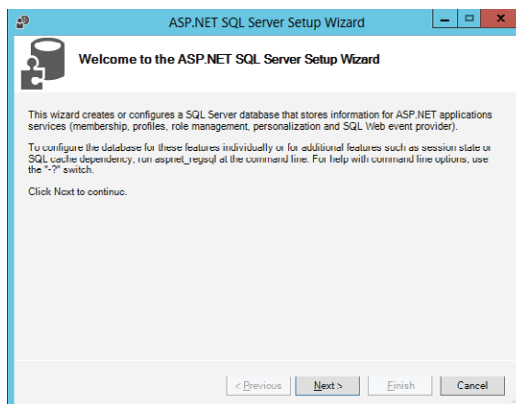 ASP.NET SQL Server Setup Wizard
Welcome to the ASP.NET SQL Server Setup Wizard
This wizard creates or configures a SQL Server database that stores information for ASP.NET applications
services (membership, profiles, role management, personalization and SQL Web event provider).
To configure the database for these features individually or for additional features such as session state or
SQL cache dependency, run aspnet_regsql at the command line. For help with command line options, use
the "-?" switch.
Click Next to continue.
< Previous Next > Finish Cancel